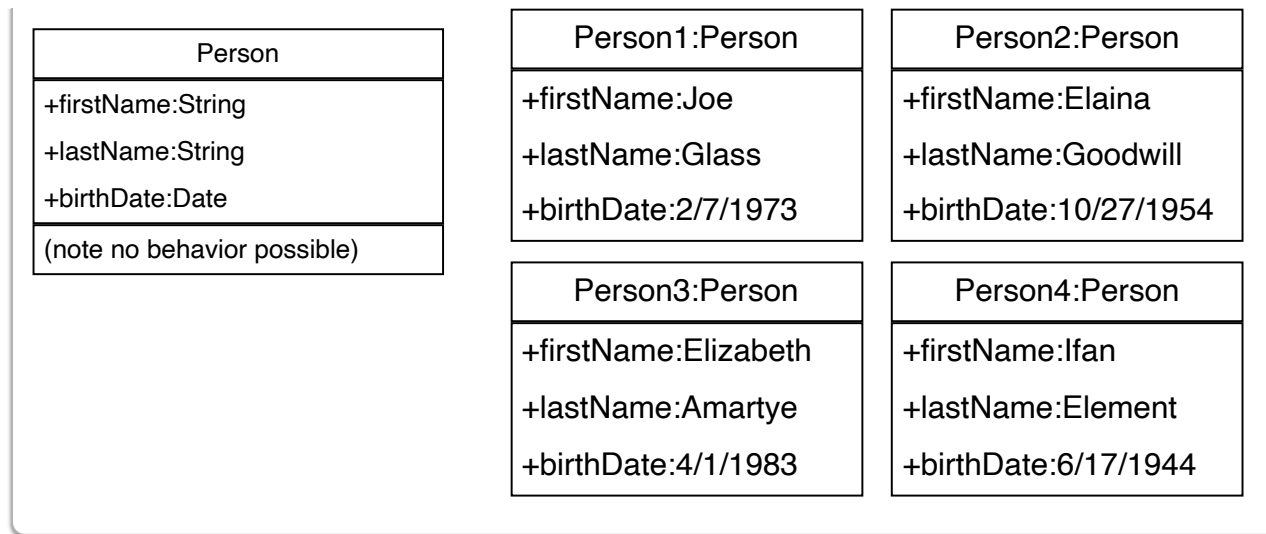 Person
+firstName:String
+lastName:String
+birthDate:Date
(note no behavior possible)
Person1:Person
+firstName:Joe
+lastName:Glass
+birthDate:2/7/1973
Person2:Person
+firstName:Elaina
+lastName:Goodwill
+birthDate:10/27/1954
Person3:Person
+firstName:Elizabeth
+lastName:Amartye
+birthDate:4/1/1983
Person4:Person
+firstName:Ifan
+lastName:Element
+birthDate:6/17/1944